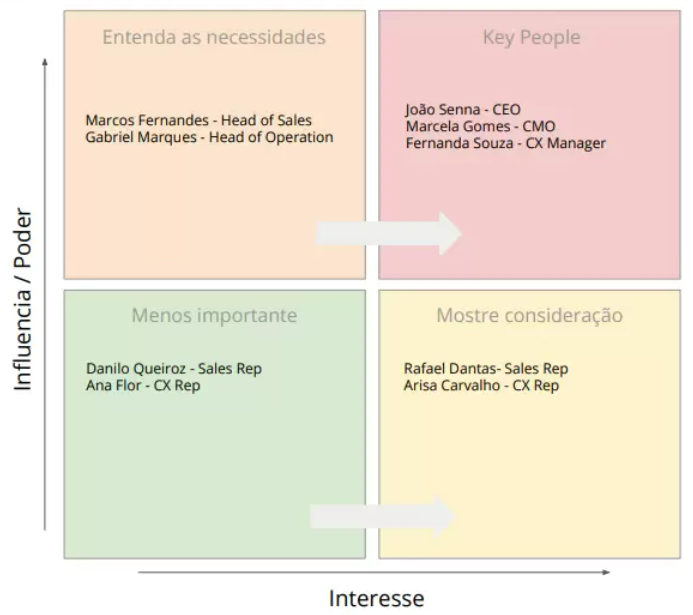 Entenda as necessidades
Key People
Marcos Fernandes - Head of Sales
Gabriel Marques - Head of Operation
João Senna - CEO
Marcela Gomes - CMO
Fernanda Souza - CX Manager
Influencia / Poder
Menos importante
Mostre consideração
Danilo Queiroz - Sales Rep
Ana Flor - CX Rep
Rafael Dantas- Sales Rep
Arisa Carvalho - CX Rep
Interesse